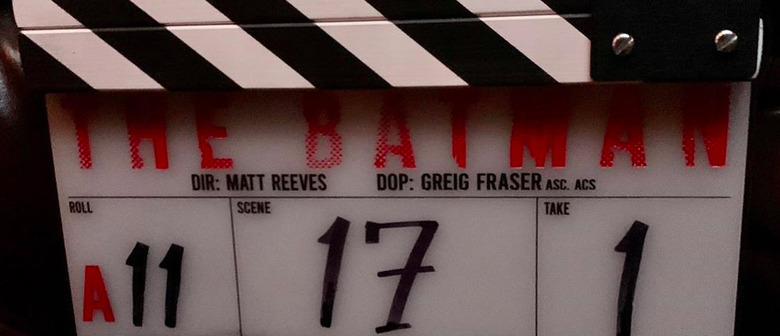 THE BATMAN
DIR: MATT REEVES DOP: GREIG FRASER ASC. ACS
ROLL SCENE TAKE
A 11 17 1